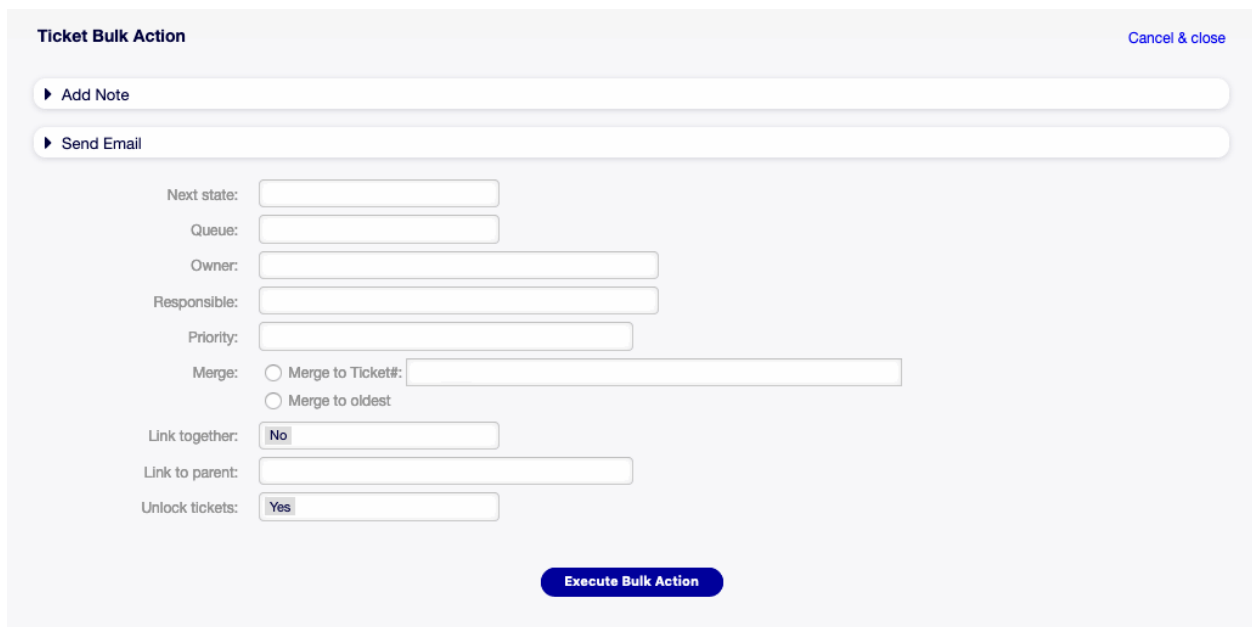 Ticket Bulk Action
Cancel & close
Add Note
Send Email
Next state:
Queue:
Owner:
Responsible:
Priority:
Merge: Merge to Ticket#:
Merge to oldest
Link together: No
Link to parent:
Unlock tickets: Yes
Execute Bulk Action